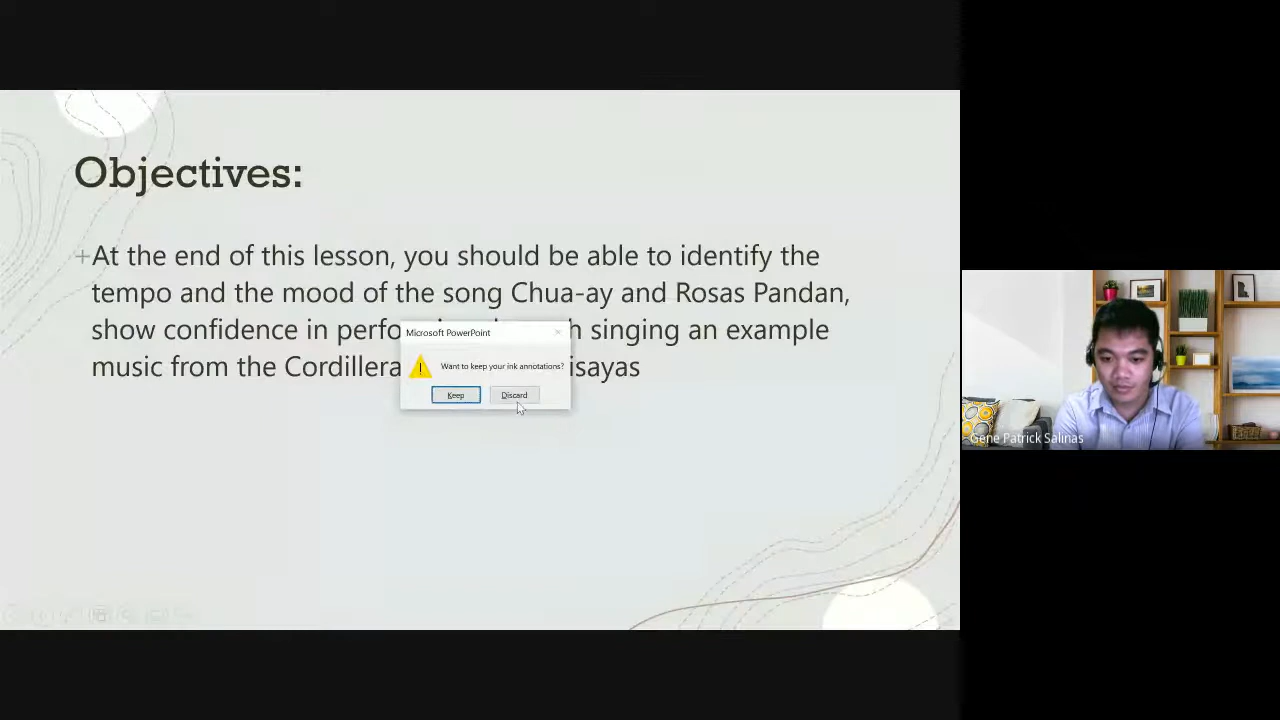 Objectives:
+At the end of this lesson, you should be able to identify the
tempo and the mood of the song Chua-ay and Rosas Pandan,
show confidence in perfo h singing an example
music from the Cordillera isayas
Microsoft PowerPoint
Want to keep your ink annotations?
Keep Discard
Gene Patrick Salinas